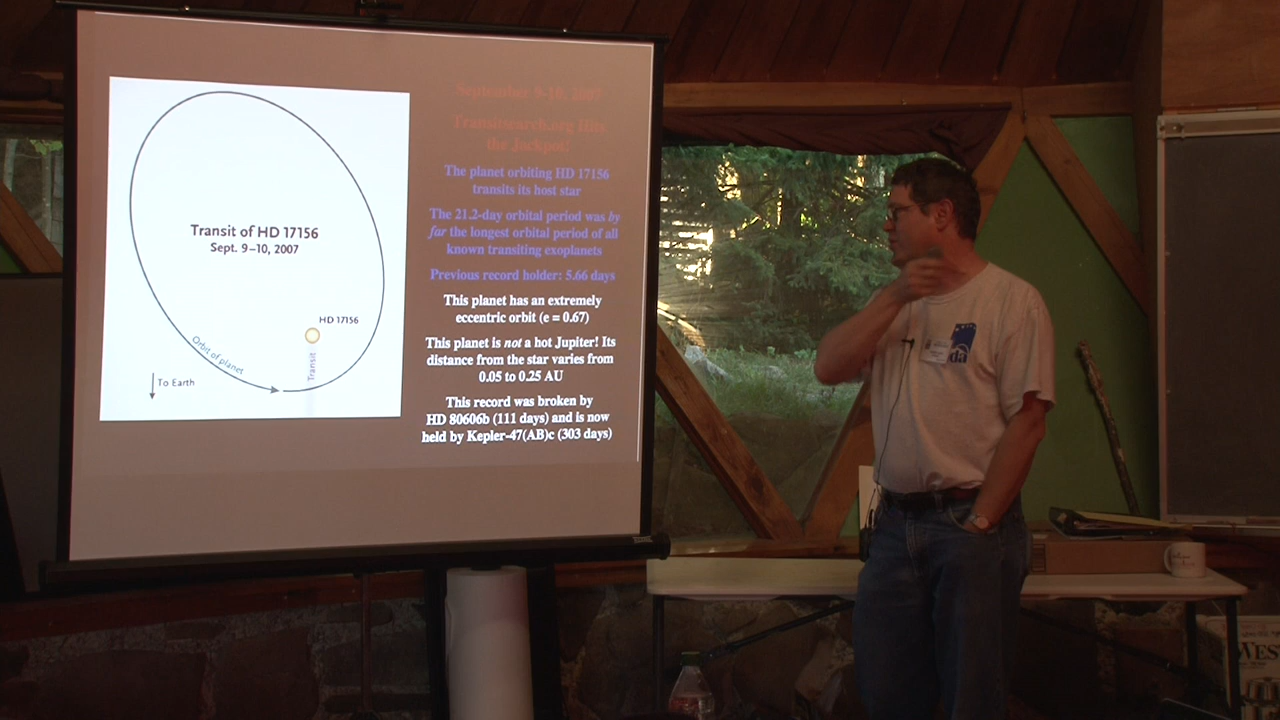 Transit of HD 17156
Sept. 9–10, 2007
HD 17156
Orbit of planet
Transit
To Earth
September 9-10, 2007
Transitsearch.org Hits
the Jackpot!
The planet orbiting HD 17156
transits its host star
The 21.2-day orbital period was by
far the longest orbital period of all
known transiting exoplanets
Previous record holder: 5.66 days
This planet has an extremely
eccentric orbit (e = 0.67)
This planet is not a hot Jupiter! Its
distance from the star varies from
0.05 to 0.25 AU
This record was broken by
HD 80606b (111 days) and is now
held by Kepler-47(AB)c (303 days)
da
WES